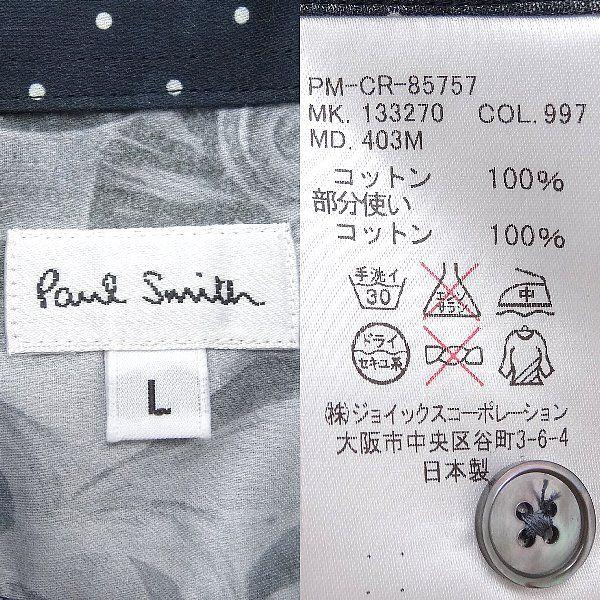 Paul Smith
L
PM-CR-85757
MK. 133270 COL. 997
MD. 403M
コットン 100%
部分使い
コットン 100%
手洗イ
30
エンソ
サラシ
中
ドライ
セキユ系
(株)ジョイックスコーポレーション
大阪市中央区谷町3-6-4
日本製